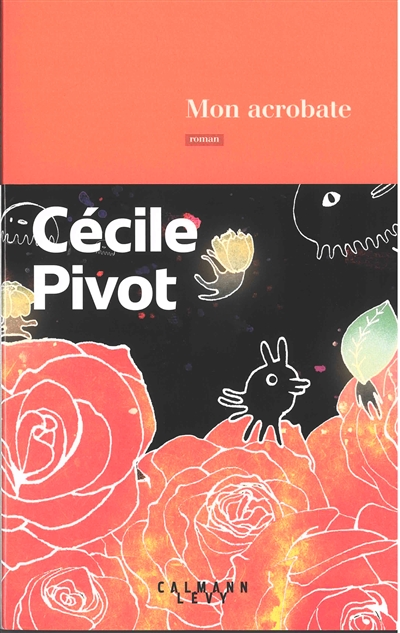 Mon acrobate
roman
Cécile
Pivot
CALMANN
LEVY